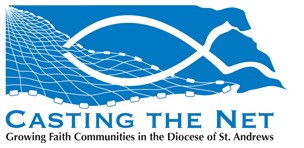 CASTING THE NET
Growing Faith Communities in the Diocese of St. Andrews